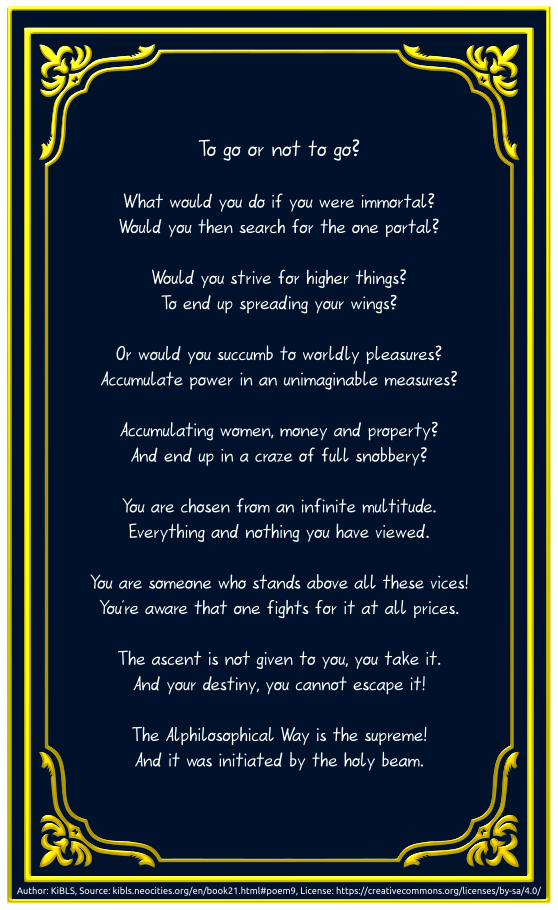 To go or not to go?
What would you do if you were immortal?
Would you then search for the one portal?
Would you strive for higher things?
To end up spreading your wings?
Or would you succumb to worldly pleasures?
Accumulate power in an unimaginable measures?
Accumulating women, money and property?
And end up in a craze of full snobbery?
You are chosen from an infinite multitude.
Everything and nothing you have viewed.
You are someone who stands above all these vices!
You're aware that one fights for it at all prices.
The ascent is not given to you, you take it.
And your destiny, you cannot escape it!
The Alphilosophical Way is the supreme!
And it was initiated by the holy beam.
Author: KiBLS, Source: kibls.neocities.org/en/book21.html#poem9, License: https://creativecommons.org/licenses/by-sa/4.0/